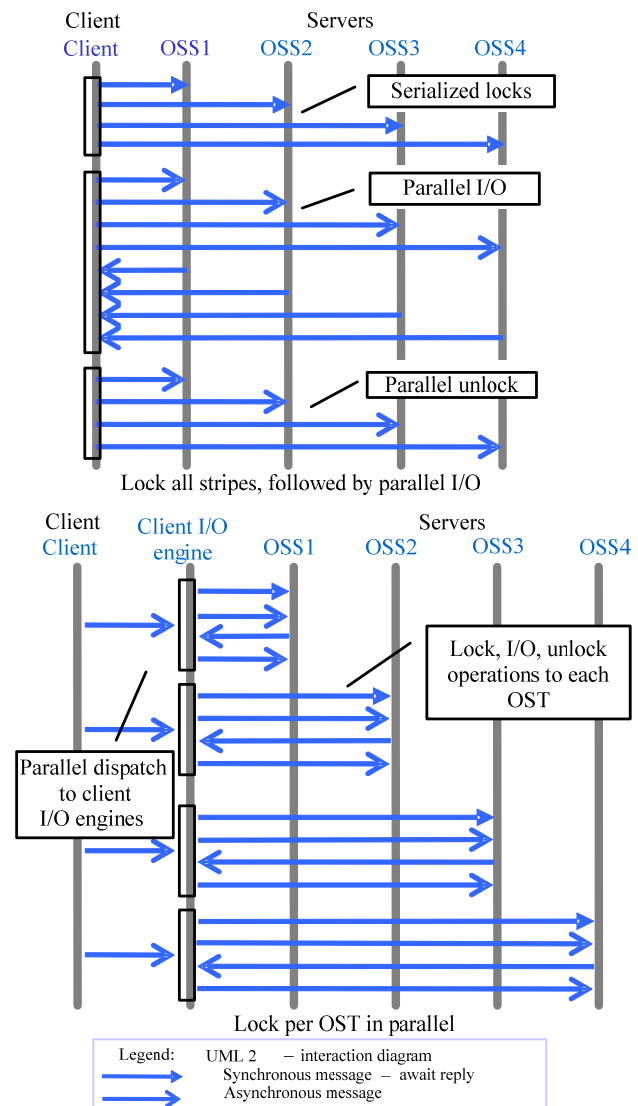 Client Servers
Client OSS1 OSS2 OSS3 OSS4
Serialized locks
Parallel I/O
Parallel unlock
Lock all stripes, followed by parallel I/O
Client Servers
Client Client I/O engine OSS1 OSS2 OSS3 OSS4
Lock, I/O, unlock
operations to each
OST
Parallel dispatch
to client
I/O engines
Lock per OST in parallel
Legend: UML 2 – interaction diagram
Synchronous message – await reply
Asynchronous message